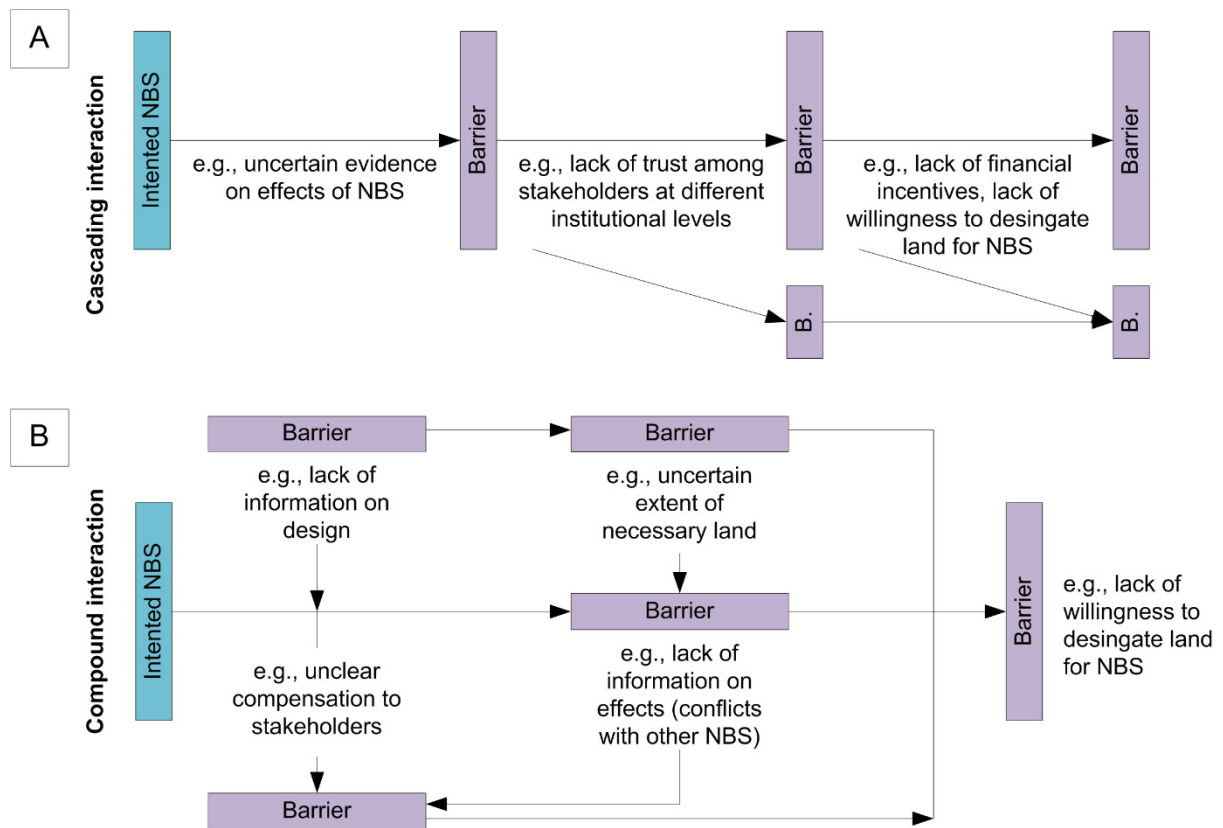 A
Cascading interaction
Intented NBS
e.g., uncertain evidence
on effects of NBS
Barrier
e.g., lack of trust among
stakeholders at different
institutional levels
Barrier
e.g., lack of financial
incentives, lack of
willingness to desingate
land for NBS
Barrier
B.
B.
B
Compound interaction
Intented NBS
Barrier
e.g., lack of
information on
design
Barrier
e.g., uncertain
extent of
necessary land
Barrier
e.g., unclear
compensation to
stakeholders
e.g., lack of
information on
effects (conflicts
with other NBS)
Barrier
Barrier
e.g., lack of
willingness to
desingate land
for NBS